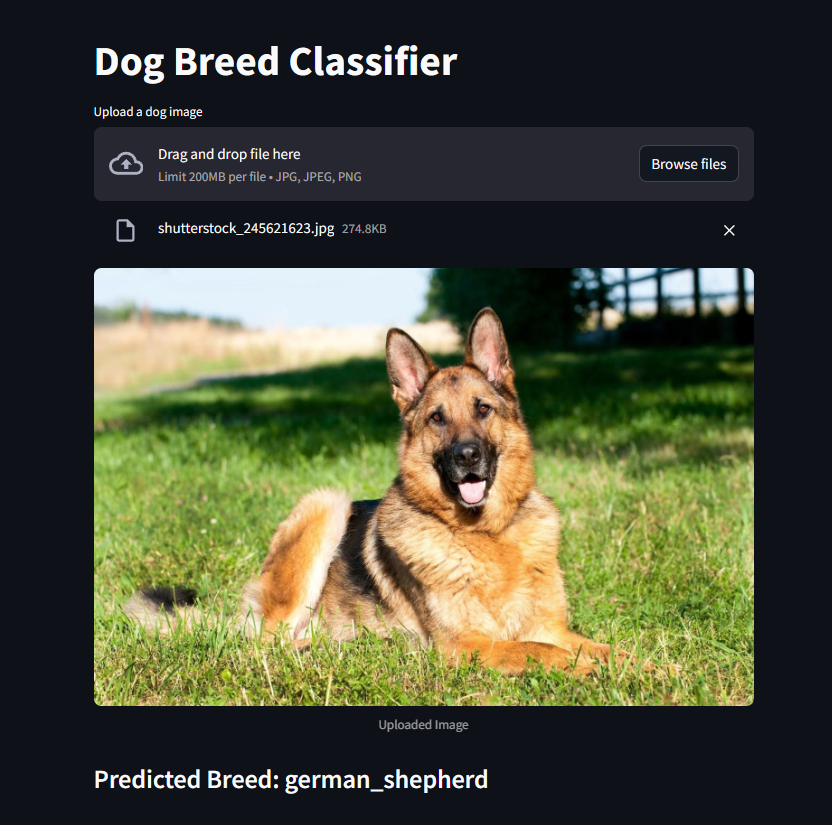 Dog Breed Classifier
Upload a dog image
Drag and drop file here
Limit 200MB per file • JPG, JPEG, PNG
Browse files
shutterstock_245621623.jpg 274.8KB
Uploaded Image
Predicted Breed: german_shepherd